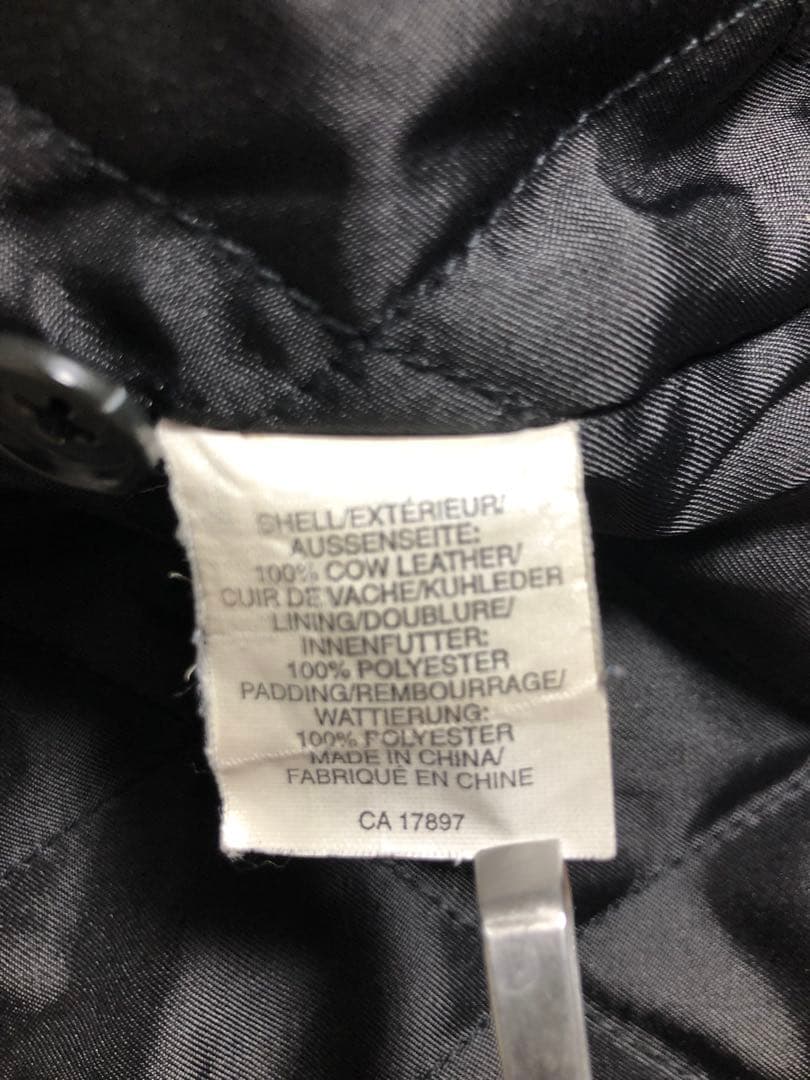 SHELL/EXTÉRIEUR/
AUSSENSEITE:
100% COW LEATHER/
CUIR DE VACHE/KUHLEDER
LINING/DOUBLURE/
INNENFUTTER:
100% POLYESTER
PADDING/REMBOURRAGE/
WATTIERUNG:
100% POLYESTER
MADE IN CHINA/
FABRIQUÉ EN CHINE
CA 17897